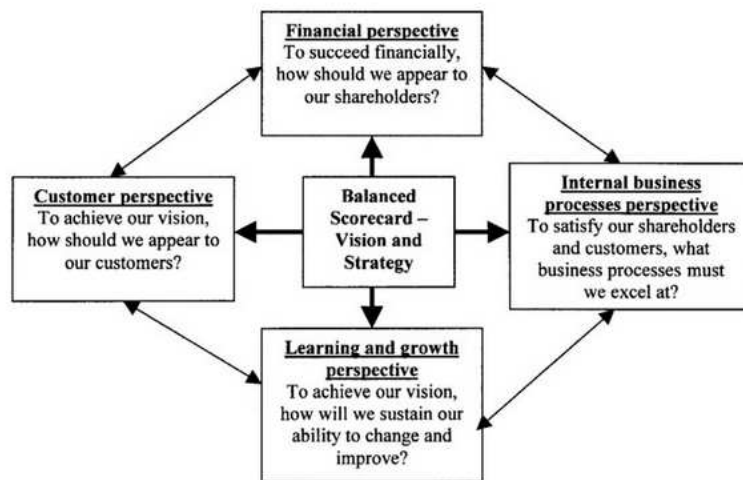 Financial perspective
To succeed financially,
how should we appear to
our shareholders?
Customer perspective
To achieve our vision,
how should we appear to
our customers?
Balanced
Scorecard –
Vision and
Strategy
Internal business
processes perspective
To satisfy our shareholders
and customers, what
business processes must
we excel at?
Learning and growth
perspective
To achieve our vision,
how will we sustain our
ability to change and
improve?